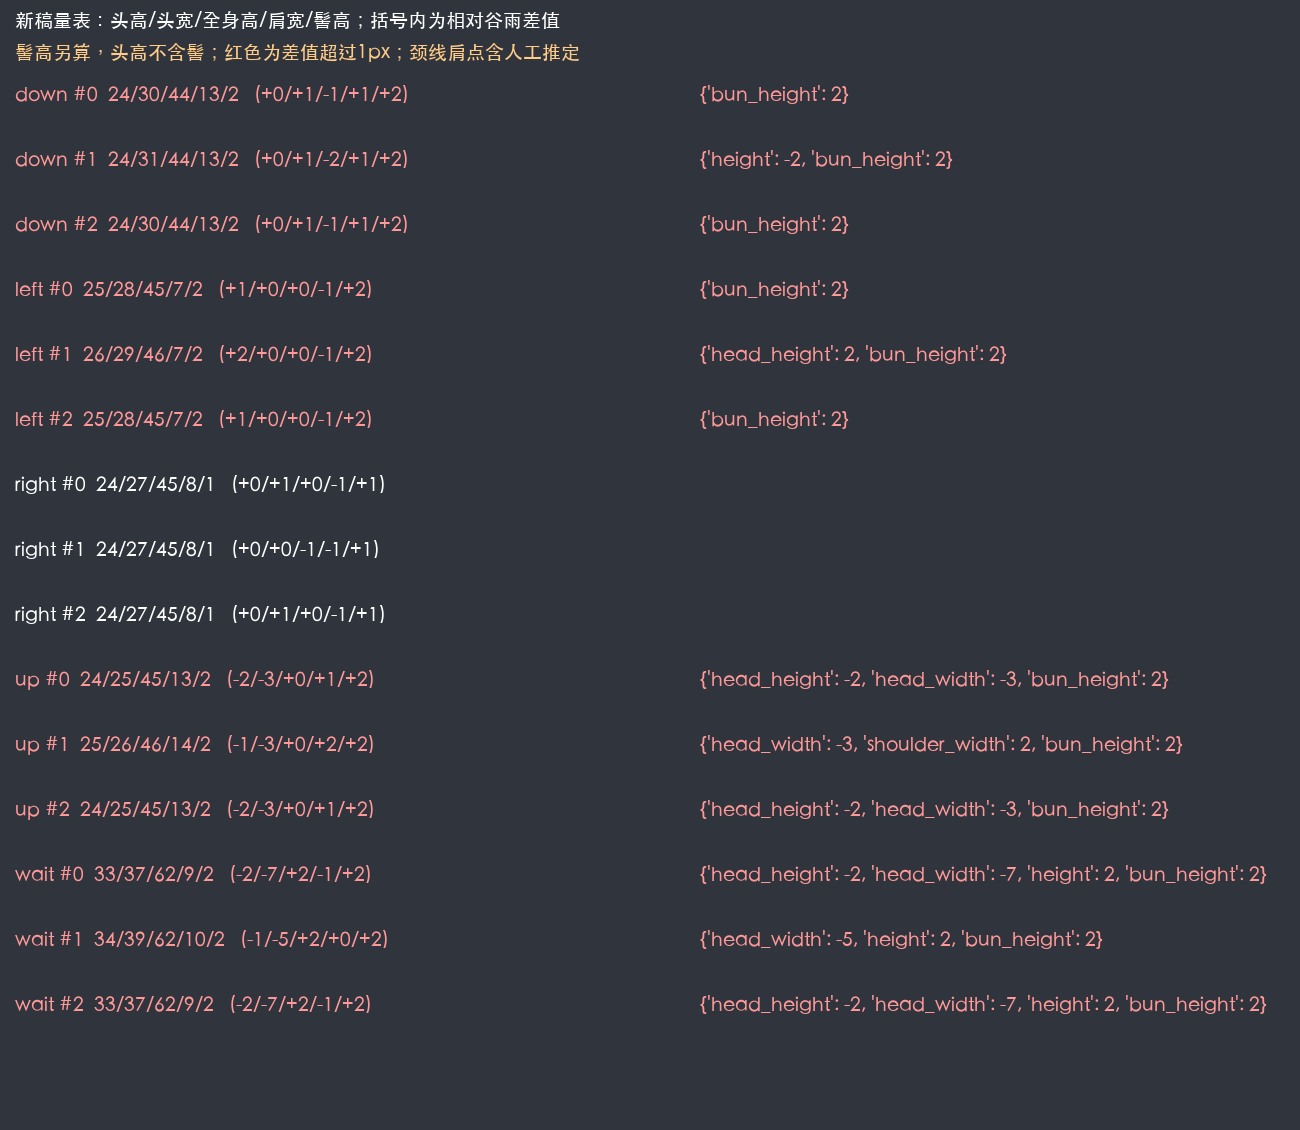 新稿量表：头高/头宽/全身高/肩宽/髻高；括号内为相对谷雨差值
髻高另算，头高不含髻；红色为差值超过1px；颈线肩点含人工推定
down #0 24/30/44/13/2 (+0/+1/-1/+1/+2) {'bun_height': 2}
down #1 24/31/44/13/2 (+0/+1/-2/+1/+2) {'height': -2, 'bun_height': 2}
down #2 24/30/44/13/2 (+0/+1/-1/+1/+2) {'bun_height': 2}
left #0 25/28/45/7/2 (+1/+0/+0/-1/+2) {'bun_height': 2}
left #1 26/29/46/7/2 (+2/+0/+0/-1/+2) {'head_height': 2, 'bun_height': 2}
left #2 25/28/45/7/2 (+1/+0/+0/-1/+2) {'bun_height': 2}
right #0 24/27/45/8/1 (+0/+1/+0/-1/+1)
right #1 24/27/45/8/1 (+0/+0/-1/-1/+1)
right #2 24/27/45/8/1 (+0/+1/+0/-1/+1)
up #0 24/25/45/13/2 (-2/-3/+0/+1/+2) {'head_height': -2, 'head_width': -3, 'bun_height': 2}
up #1 25/26/46/14/2 (-1/-3/+0/+2/+2) {'head_width': -3, 'shoulder_width': 2, 'bun_height': 2}
up #2 24/25/45/13/2 (-2/-3/+0/+1/+2) {'head_height': -2, 'head_width': -3, 'bun_height': 2}
wait #0 33/37/62/9/2 (-2/-7/+2/-1/+2) {'head_height': -2, 'head_width': -7, 'height': 2, 'bun_height': 2}
wait #1 34/39/62/10/2 (-1/-5/+2/+0/+2) {'head_width': -5, 'height': 2, 'bun_height': 2}
wait #2 33/37/62/9/2 (-2/-7/+2/-1/+2) {'head_height': -2, 'head_width': -7, 'height': 2, 'bun_height': 2}